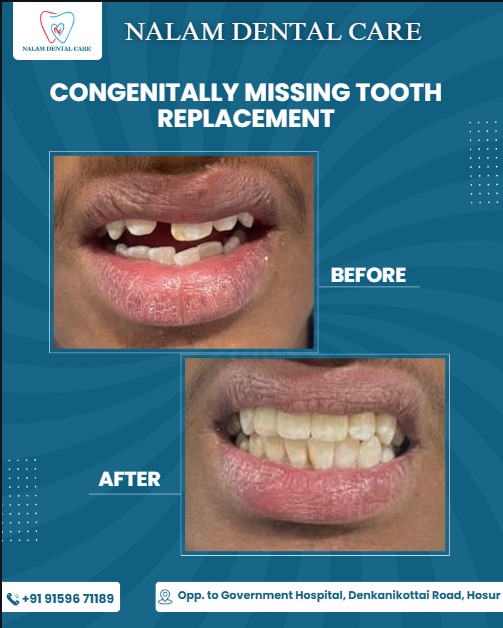 NALAM DENTAL CARE
NALAM DENTAL CARE
CONGENITALLY MISSING TOOTH
REPLACEMENT
BEFORE
AFTER
+91 91596 71189
Opp. to Government Hospital, Denkanikottai Road, Hosur